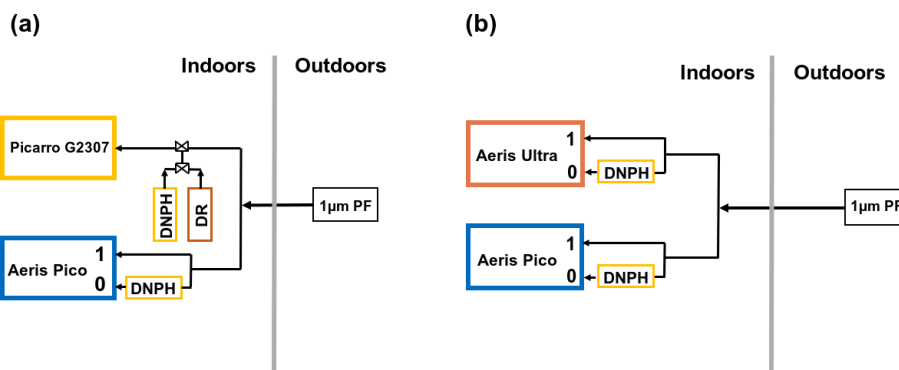 (a)
Indoors
Outdoors
Picarro G2307
DNPH
DR
1µm PF
Aeris Pico
1
0
DNPH
(b)
Indoors
Outdoors
Aeris Ultra
1
0
DNPH
1µm PF
Aeris Pico
1
0
DNPH